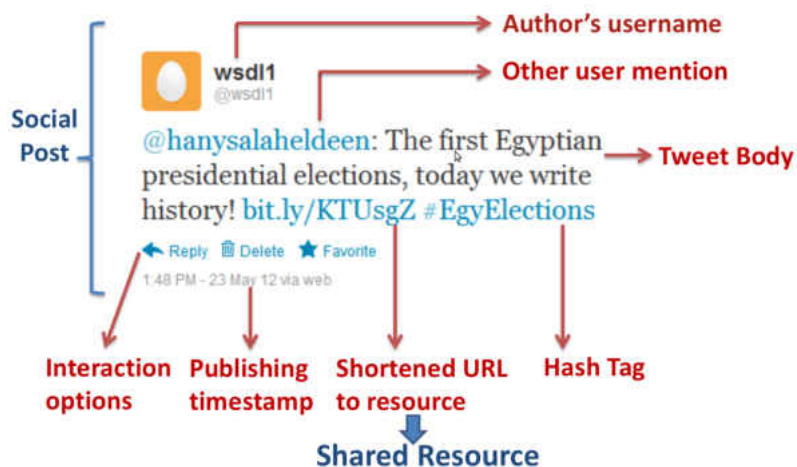 Author's username
wsdl1
@wsdl1
Other user mention
Social
Post
@hanysalaheldeen: The first Egyptian
presidential elections, today we write
history! bit.ly/KTUsgZ #EgyElections
Tweet Body
Reply Delete Favorite
1:48 PM - 23 May 12 via web
Interaction
options
Publishing
timestamp
Shortened URL
to resource
Hash Tag
Shared Resource